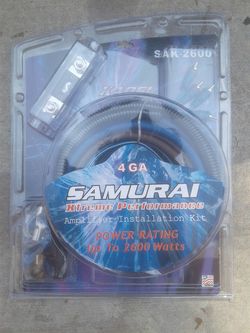 SAK-2600
4 GA
SAMURAI
Xtreme Performance
Amplifier Installation Kit
POWER RATING
Up To 2600 Watts